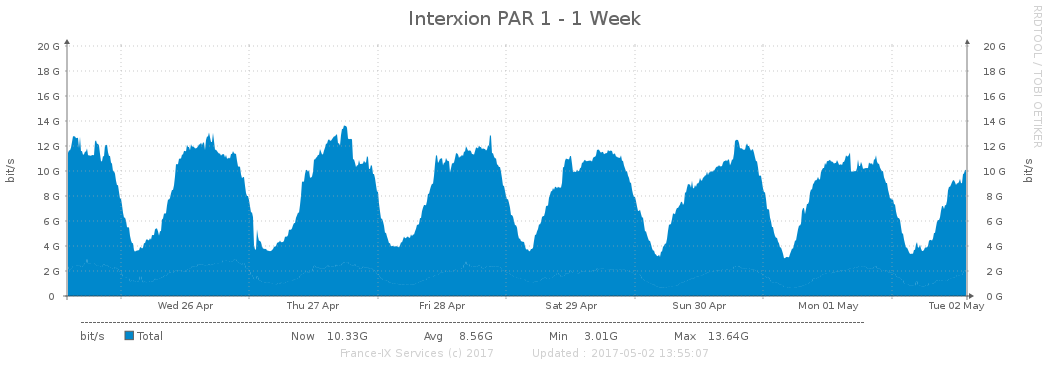 Interxion PAR 1 - 1 Week
RRDTOOL / TOBI OETIKER
bit/s
20 G
18 G
16 G
14 G
12 G
10 G
8 G
6 G
4 G
2 G
0
20 G
18 G
16 G
14 G
12 G
10 G
8 G
6 G
4 G
2 G
0 G
bit/s
Wed 26 Apr Thu 27 Apr Fri 28 Apr Sat 29 Apr Sun 30 Apr Mon 01 May Tue 02 May
bit/s Total Now 10.33G Avg 8.56G Min 3.01G Max 13.64G
France-IX Services (c) 2017 Updated : 2017-05-02 13:55:07